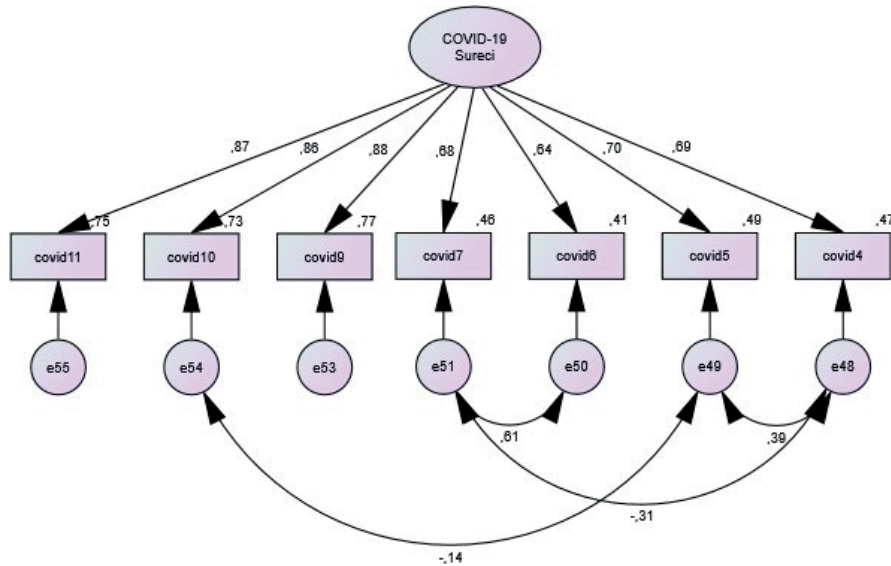 COVID-19
Sureci
,87
,86
,88
,68
,64
,70
,69
,75
,73
,77
,46
,41
,49
,47
covid11
covid10
covid9
covid7
covid6
covid5
covid4
e55
e54
e53
e51
e50
e49
e48
,61
,39
-,31
-,14